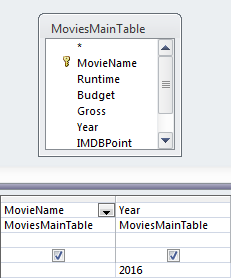 MoviesMainTable
*
MovieName
Runtime
Budget
Gross
Year
IMDBPoint
MovieName Year
MoviesMainTable MoviesMainTable
2016